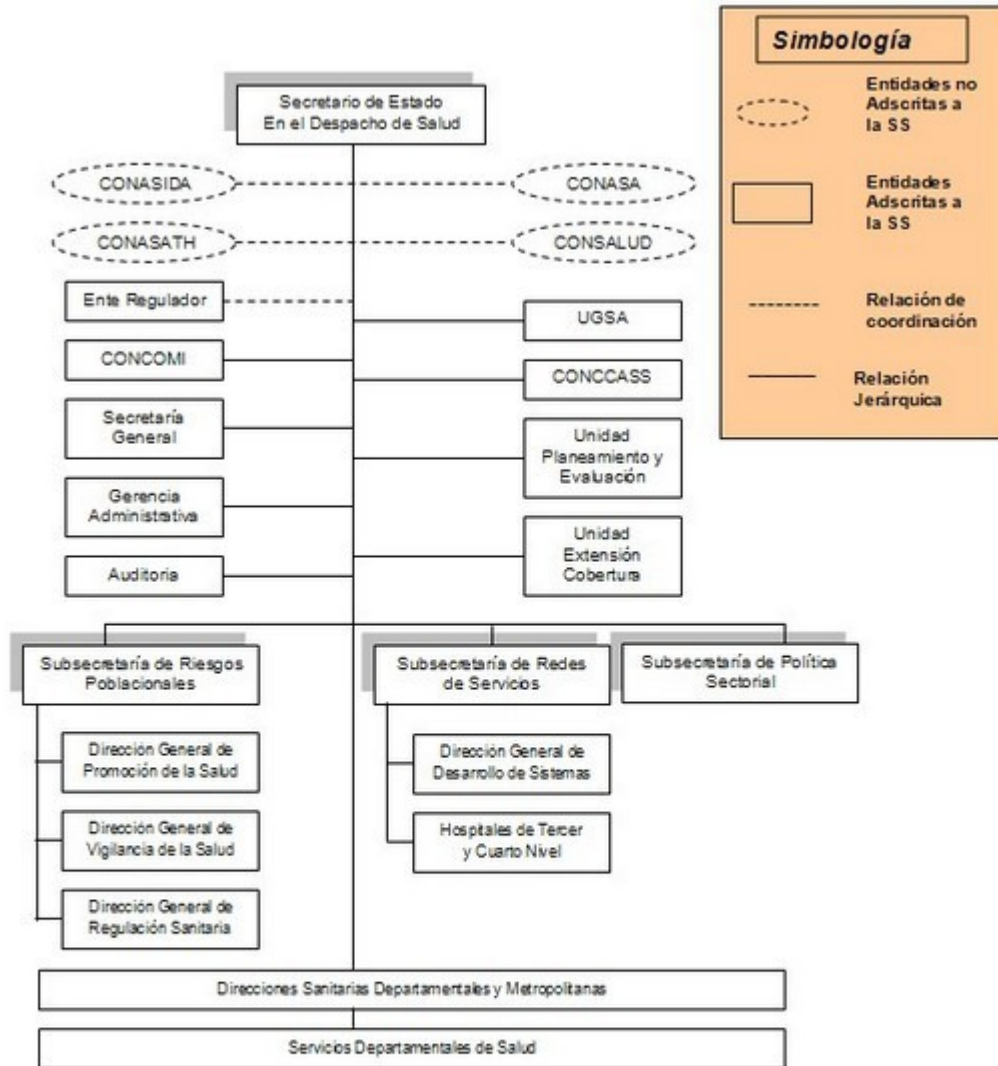 Simbología
Entidades no
Adscritas a
la SS
Entidades
Adscritas a
la SS
Relación de
coordinación
Relación
Jerárquica
Secretario de Estado
En el Despacho de Salud
CONASIDA
CONASA
CONASATH
CONSALUD
Ente Regulador
UGSA
CONCOMI
CONCCASS
Secretaría
General
Unidad
Planeamiento y
Evaluación
Gerencia
Administrativa
Unidad
Extensión
Cobertura
Auditoria
Subsecretaría de Riesgos
Poblacionales
Subsecretaría de Redes
de Servicios
Subsecretaría de Política
Sectorial
Dirección General de
Promoción de la Salud
Dirección General de
Desarrollo de Sistemas
Dirección General de
Vigilancia de la Salud
Hospitales de Tercer
y Cuarto Nivel
Dirección General de
Regulación Sanitaria
Direcciones Sanitarias Departamentales y Metropolitanas
Servicios Departamentales de Salud